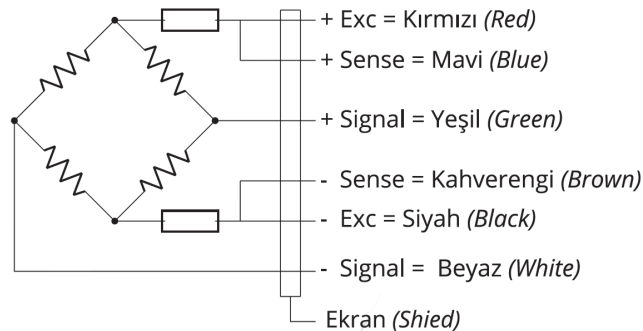 + Exc = Kırmızı (Red)
+ Sense = Mavi (Blue)
+ Signal = Yeşil (Green)
- Sense = Kahverengi (Brown)
- Exc = Siyah (Black)
- Signal = Beyaz (White)
Ekran (Shied)